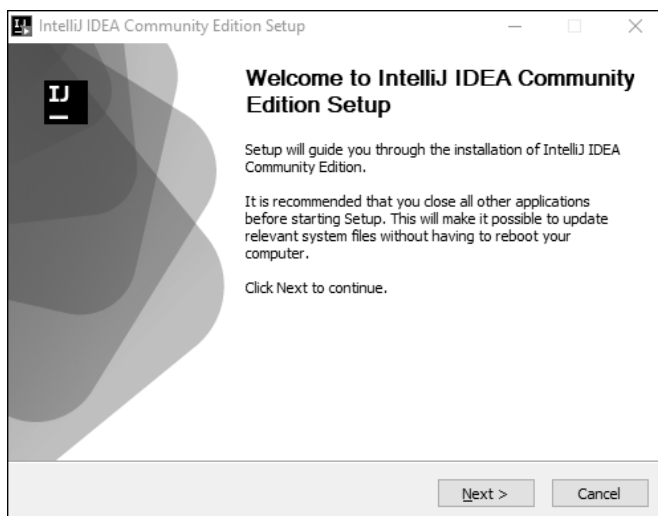 IntelliJ IDEA Community Edition Setup
IJ
Welcome to IntelliJ IDEA Community
Edition Setup
Setup will guide you through the installation of IntelliJ IDEA
Community Edition.
It is recommended that you close all other applications
before starting Setup. This will make it possible to update
relevant system files without having to reboot your
computer.
Click Next to continue.
Next > Cancel